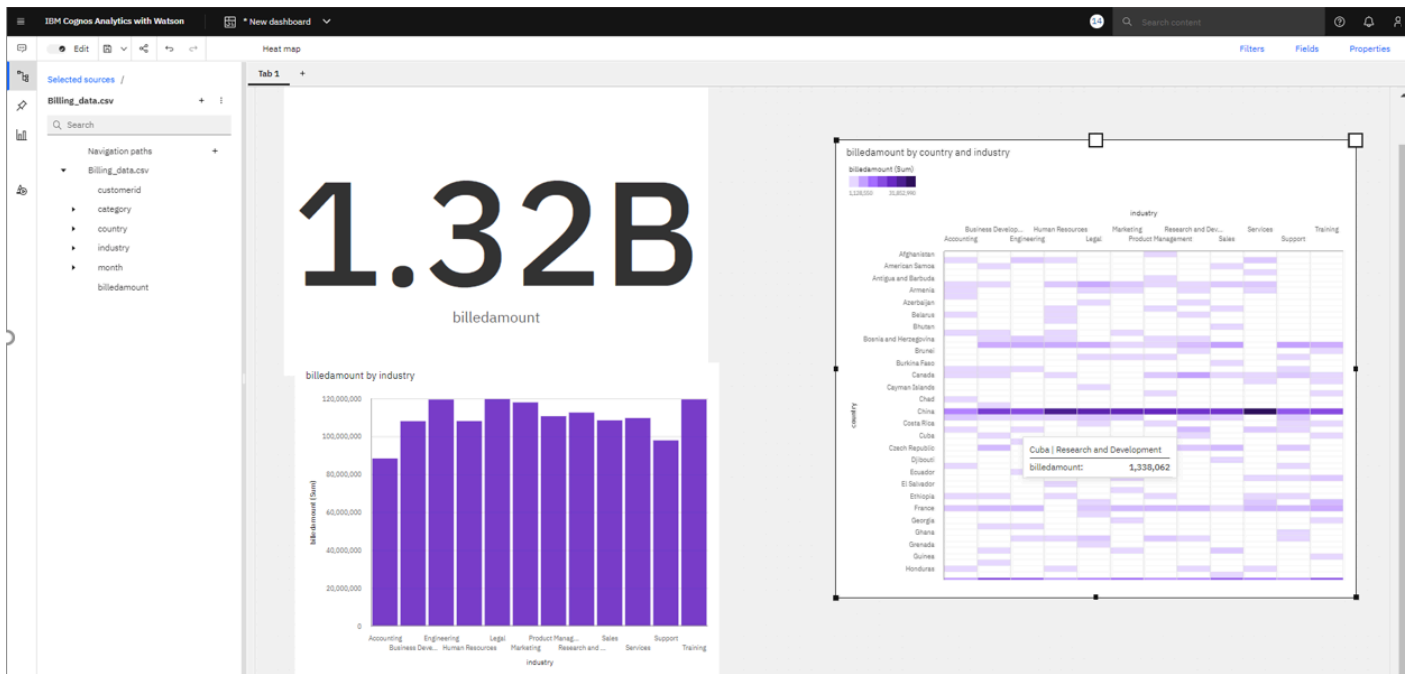 IBM Cognos Analytics with Watson
* New dashboard
14
Search content
Edit
Heat map
Filters
Fields
Properties
Selected sources /
Billing_data.csv
Search
Navigation paths
Billing_data.csv
customerid
category
country
industry
month
billedamount
Tab 1
1.32B
billedamount
billedamount by industry
billedamount (Sum)
120,000,000
100,000,000
80,000,000
60,000,000
40,000,000
20,000,000
0
Accounting Engineering Legal Product Manag... Sales Support
Business Deve... Human Resources Marketing Research and ... Services Training
industry
billedamount by country and industry
billedamount (Sum)
industry
Business Develop... Human Resources Marketing Research and Dev... Services Training
Accounting Engineering Legal Product Management Sales Support
country
Afghanistan
American Samoa
Antigua and Barbuda
Armenia
Azerbaijan
Belarus
Bhutan
Bosnia and Herzegovina
Brunei
Burkina Faso
Canada
Cayman Islands
Chad
China
Costa Rica
Cuba
Czech Republic
Djibouti
Ecuador
El Salvador
Ethiopia
France
Georgia
Ghana
Grenada
Guinea
Honduras
Cuba | Research and Development
billedamount: 1,338,062